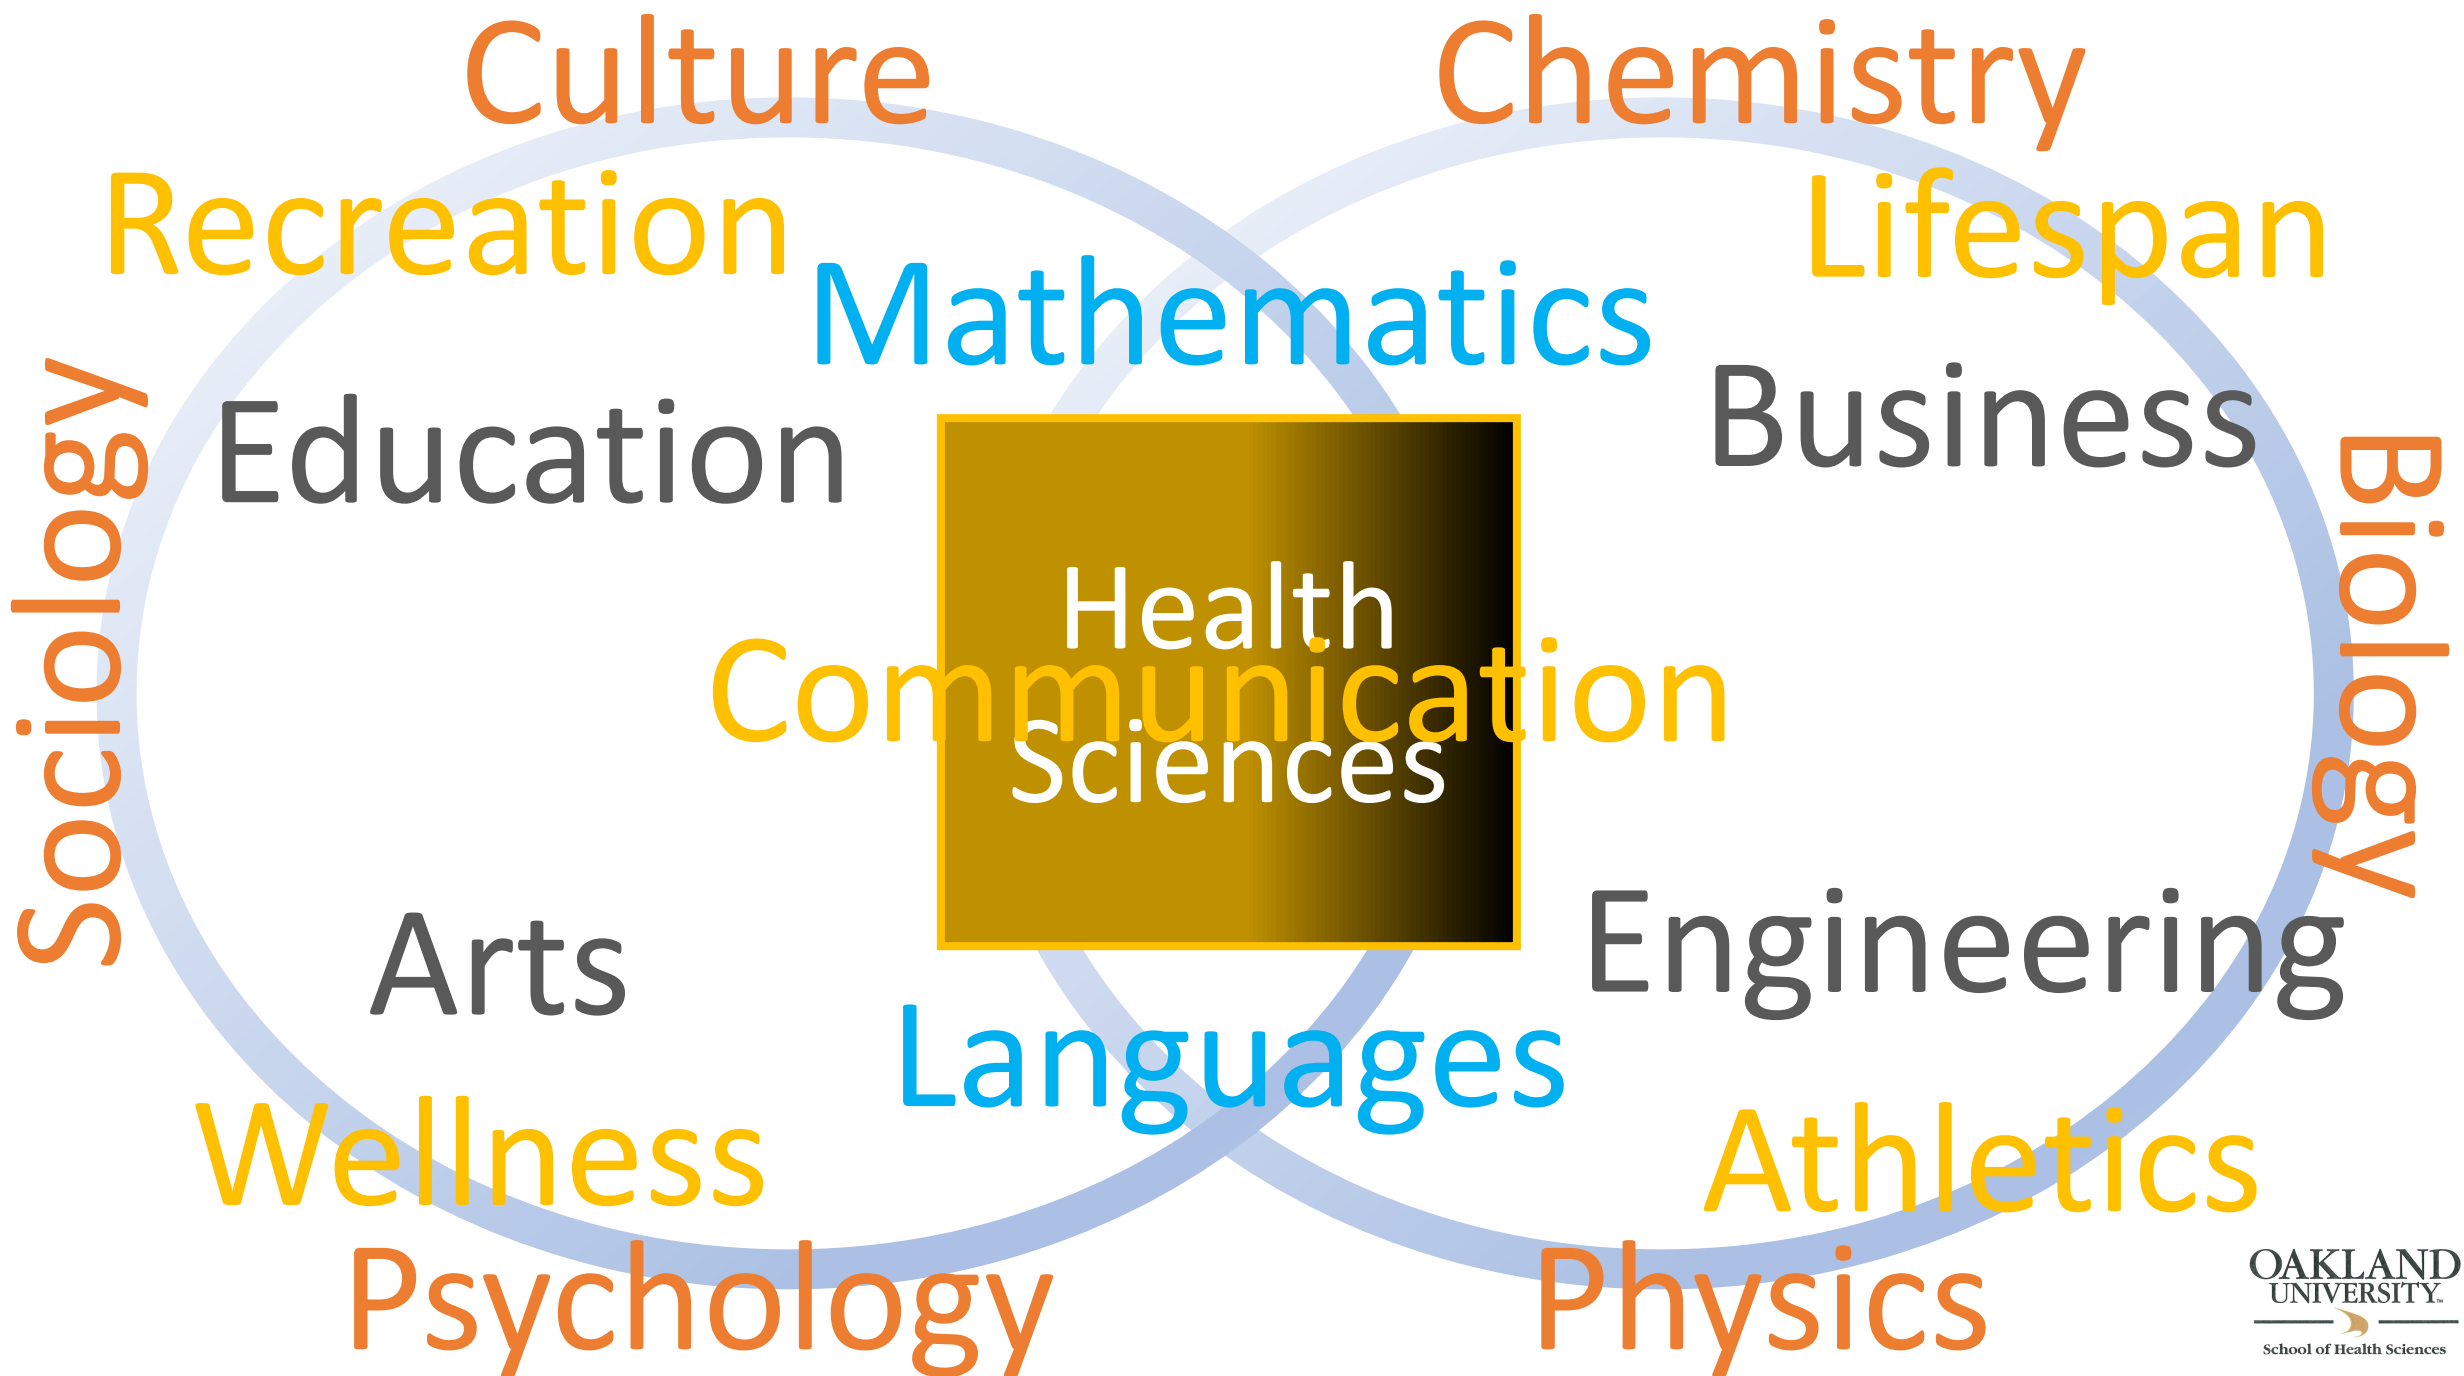 Culture
Chemistry
Recreation
Lifespan
Mathematics
Sociology
Education
Business
Biology
Health
Communication
Sciences
Arts
Engineering
Languages
Wellness
Athletics
Psychology
Physics
OAKLAND
UNIVERSITY™
School of Health Sciences